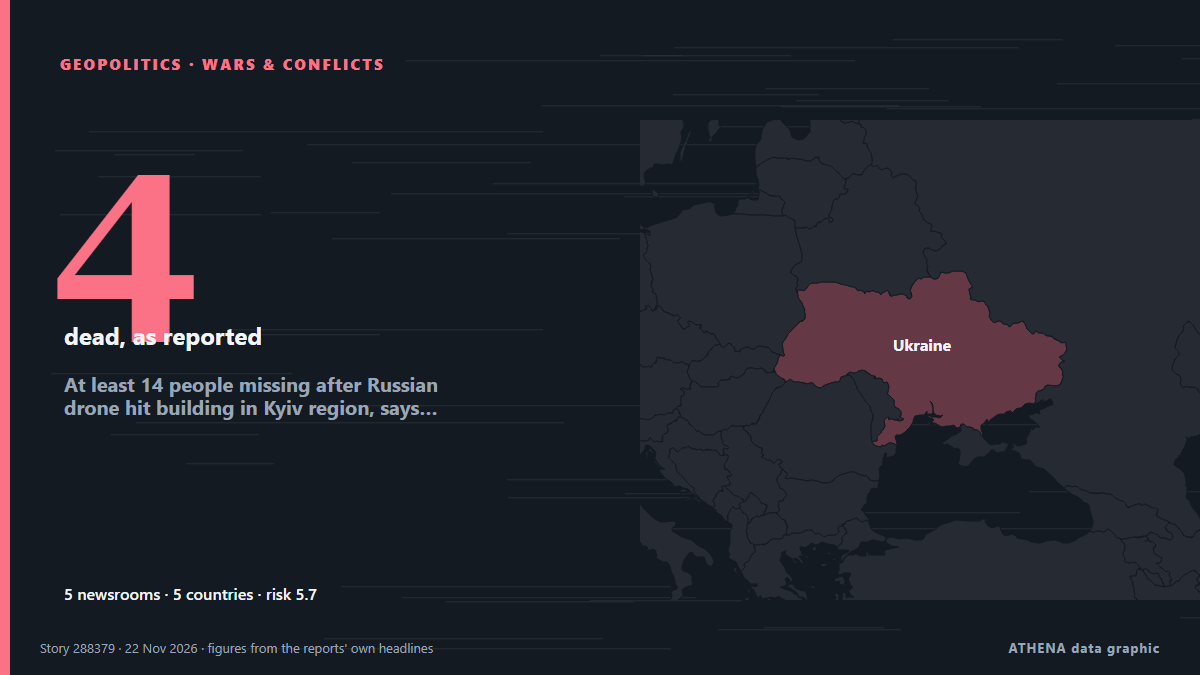 GEOPOLITICS · WARS & CONFLICTS
4
dead, as reported
At least 14 people missing after Russian
drone hit building in Kyiv region, says...
Ukraine
5 newsrooms · 5 countries · risk 5.7
Story 288379 · 22 Nov 2026 · figures from the reports' own headlines
ATHENA data graphic